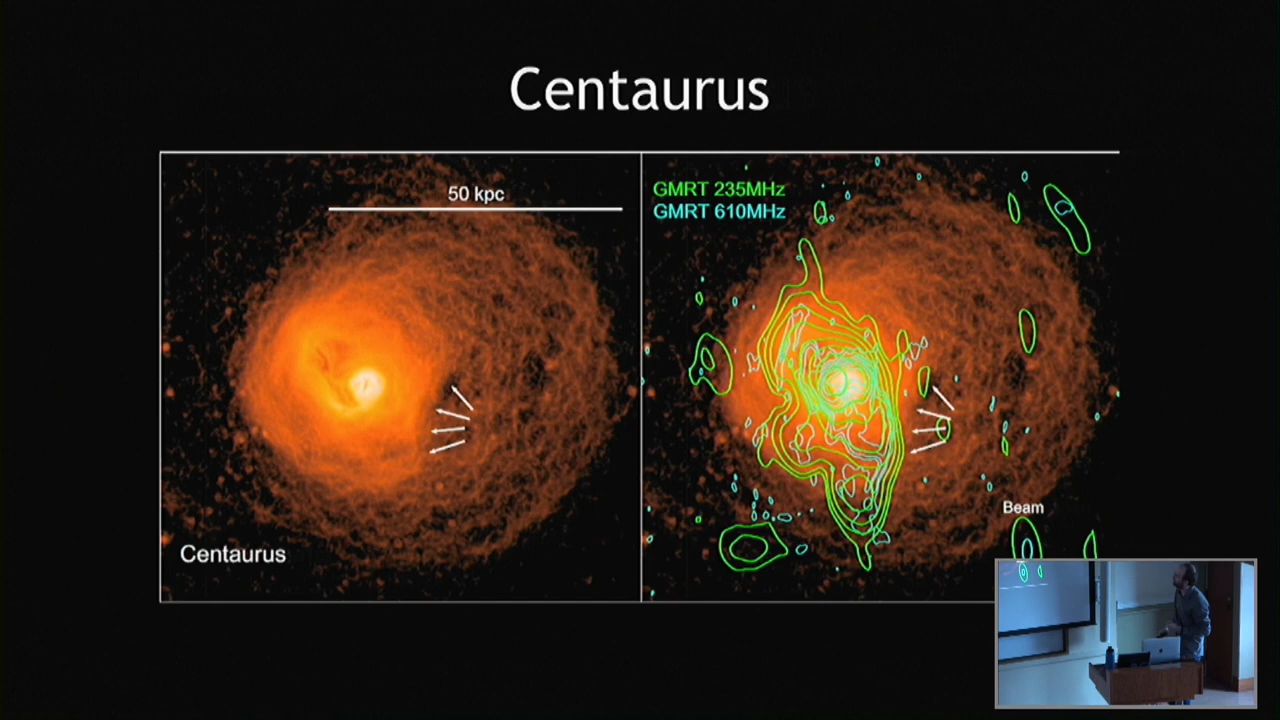 Centaurus
50 kpc
GMRT 235MHz
GMRT 610MHz
Beam
Centaurus